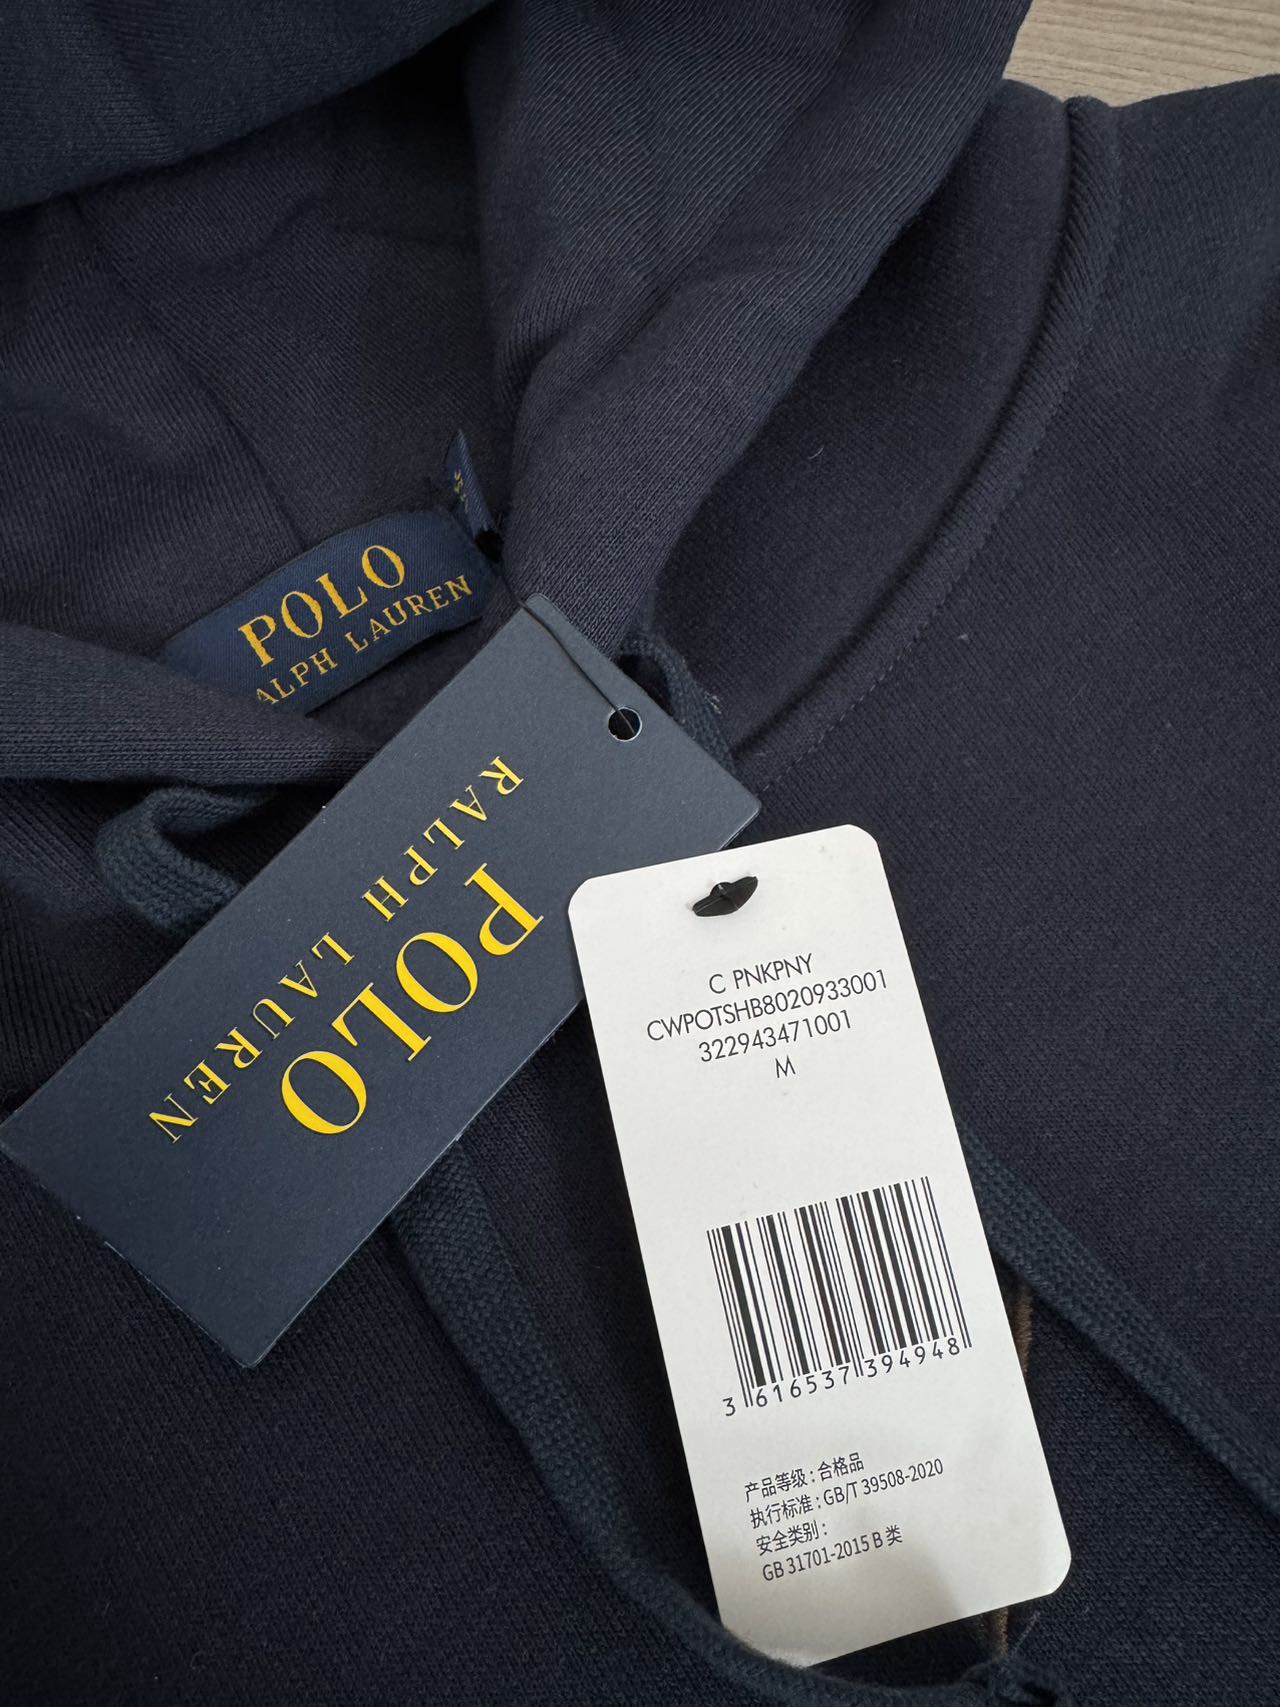 POLO
RALPH LAUREN
RALPH LAUREN
POLO
C PNKPNY
CWPOTSHB8020933001
322943471001
M
3 616537 394948
产品等级:合格品
执行标准:GB/T 39508-2020
安全类别:
GB 31701-2015 B 类